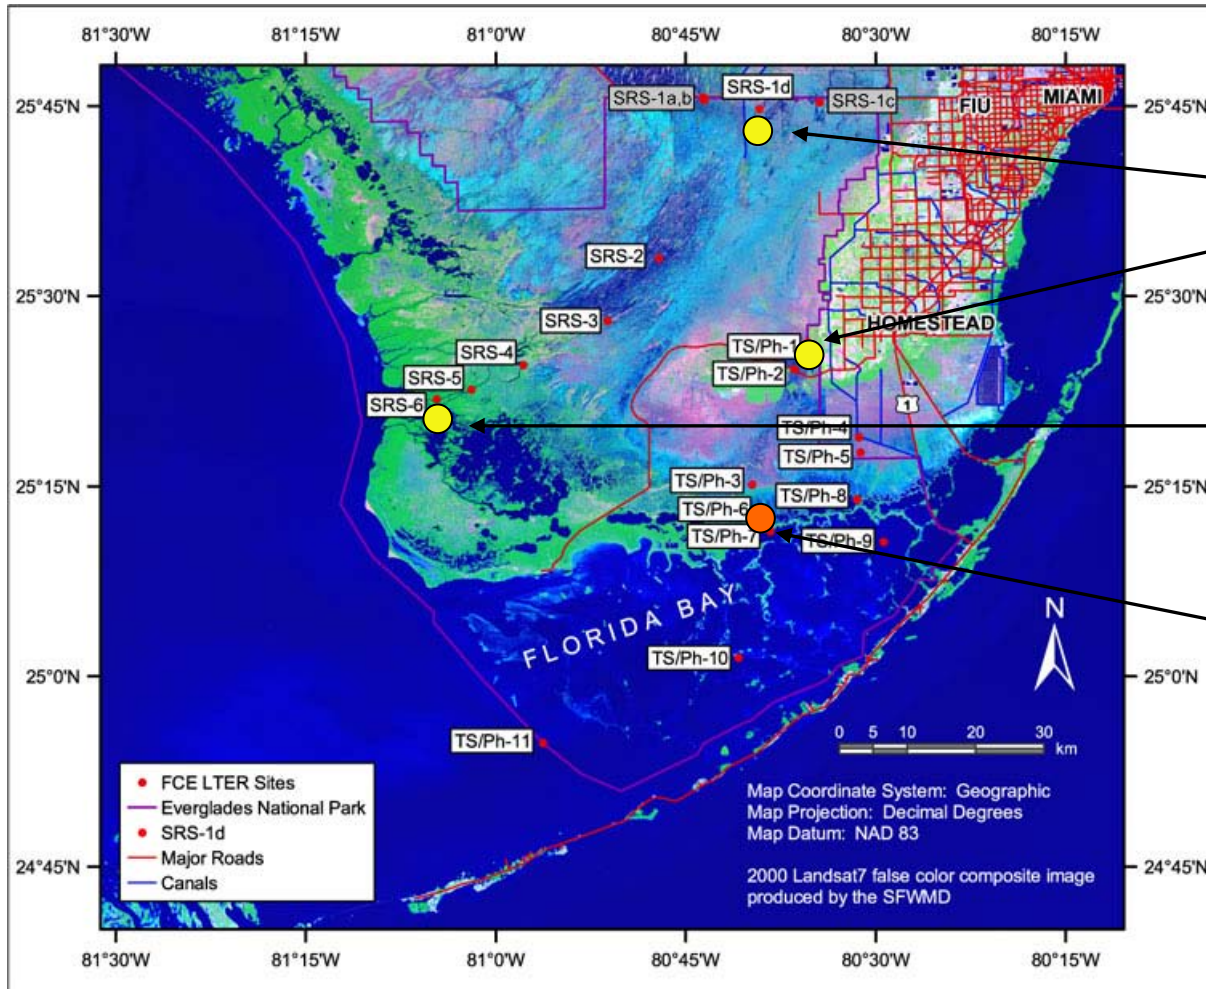 81°30'W
81°15'W
81°0'W
80°45'W
80°30'W
80°15'W
25°45'N
25°30'N
25°15'N
25°0'N
24°45'N
SRS-1a,b
SRS-1d
SRS-1c
FIU
MIAMI
25°45'N
SRS-2
25°30'N
SRS-3
HOMESTEAD
TS/Ph-1
SRS-4
TS/Ph-2
SRS-5
SRS-6
1
TS/Ph-4
TS/Ph-5
25°15'N
TS/Ph-3
TS/Ph-8
TS/Ph-6
TS/Ph-7
TS/Ph-9
FLORIDA BAY
N
TS/Ph-10
25°0'N
TS/Ph-11
0 5 10 20 30
km
FCE LTER Sites
Everglades National Park
SRS-1d
Major Roads
Canals
Map Coordinate System: Geographic
Map Projection: Decimal Degrees
Map Datum: NAD 83
2000 Landsat7 false color composite image
produced by the SFWMD
24°45'N
81°30'W
81°15'W
81°0'W
80°45'W
80°30'W
80°15'W